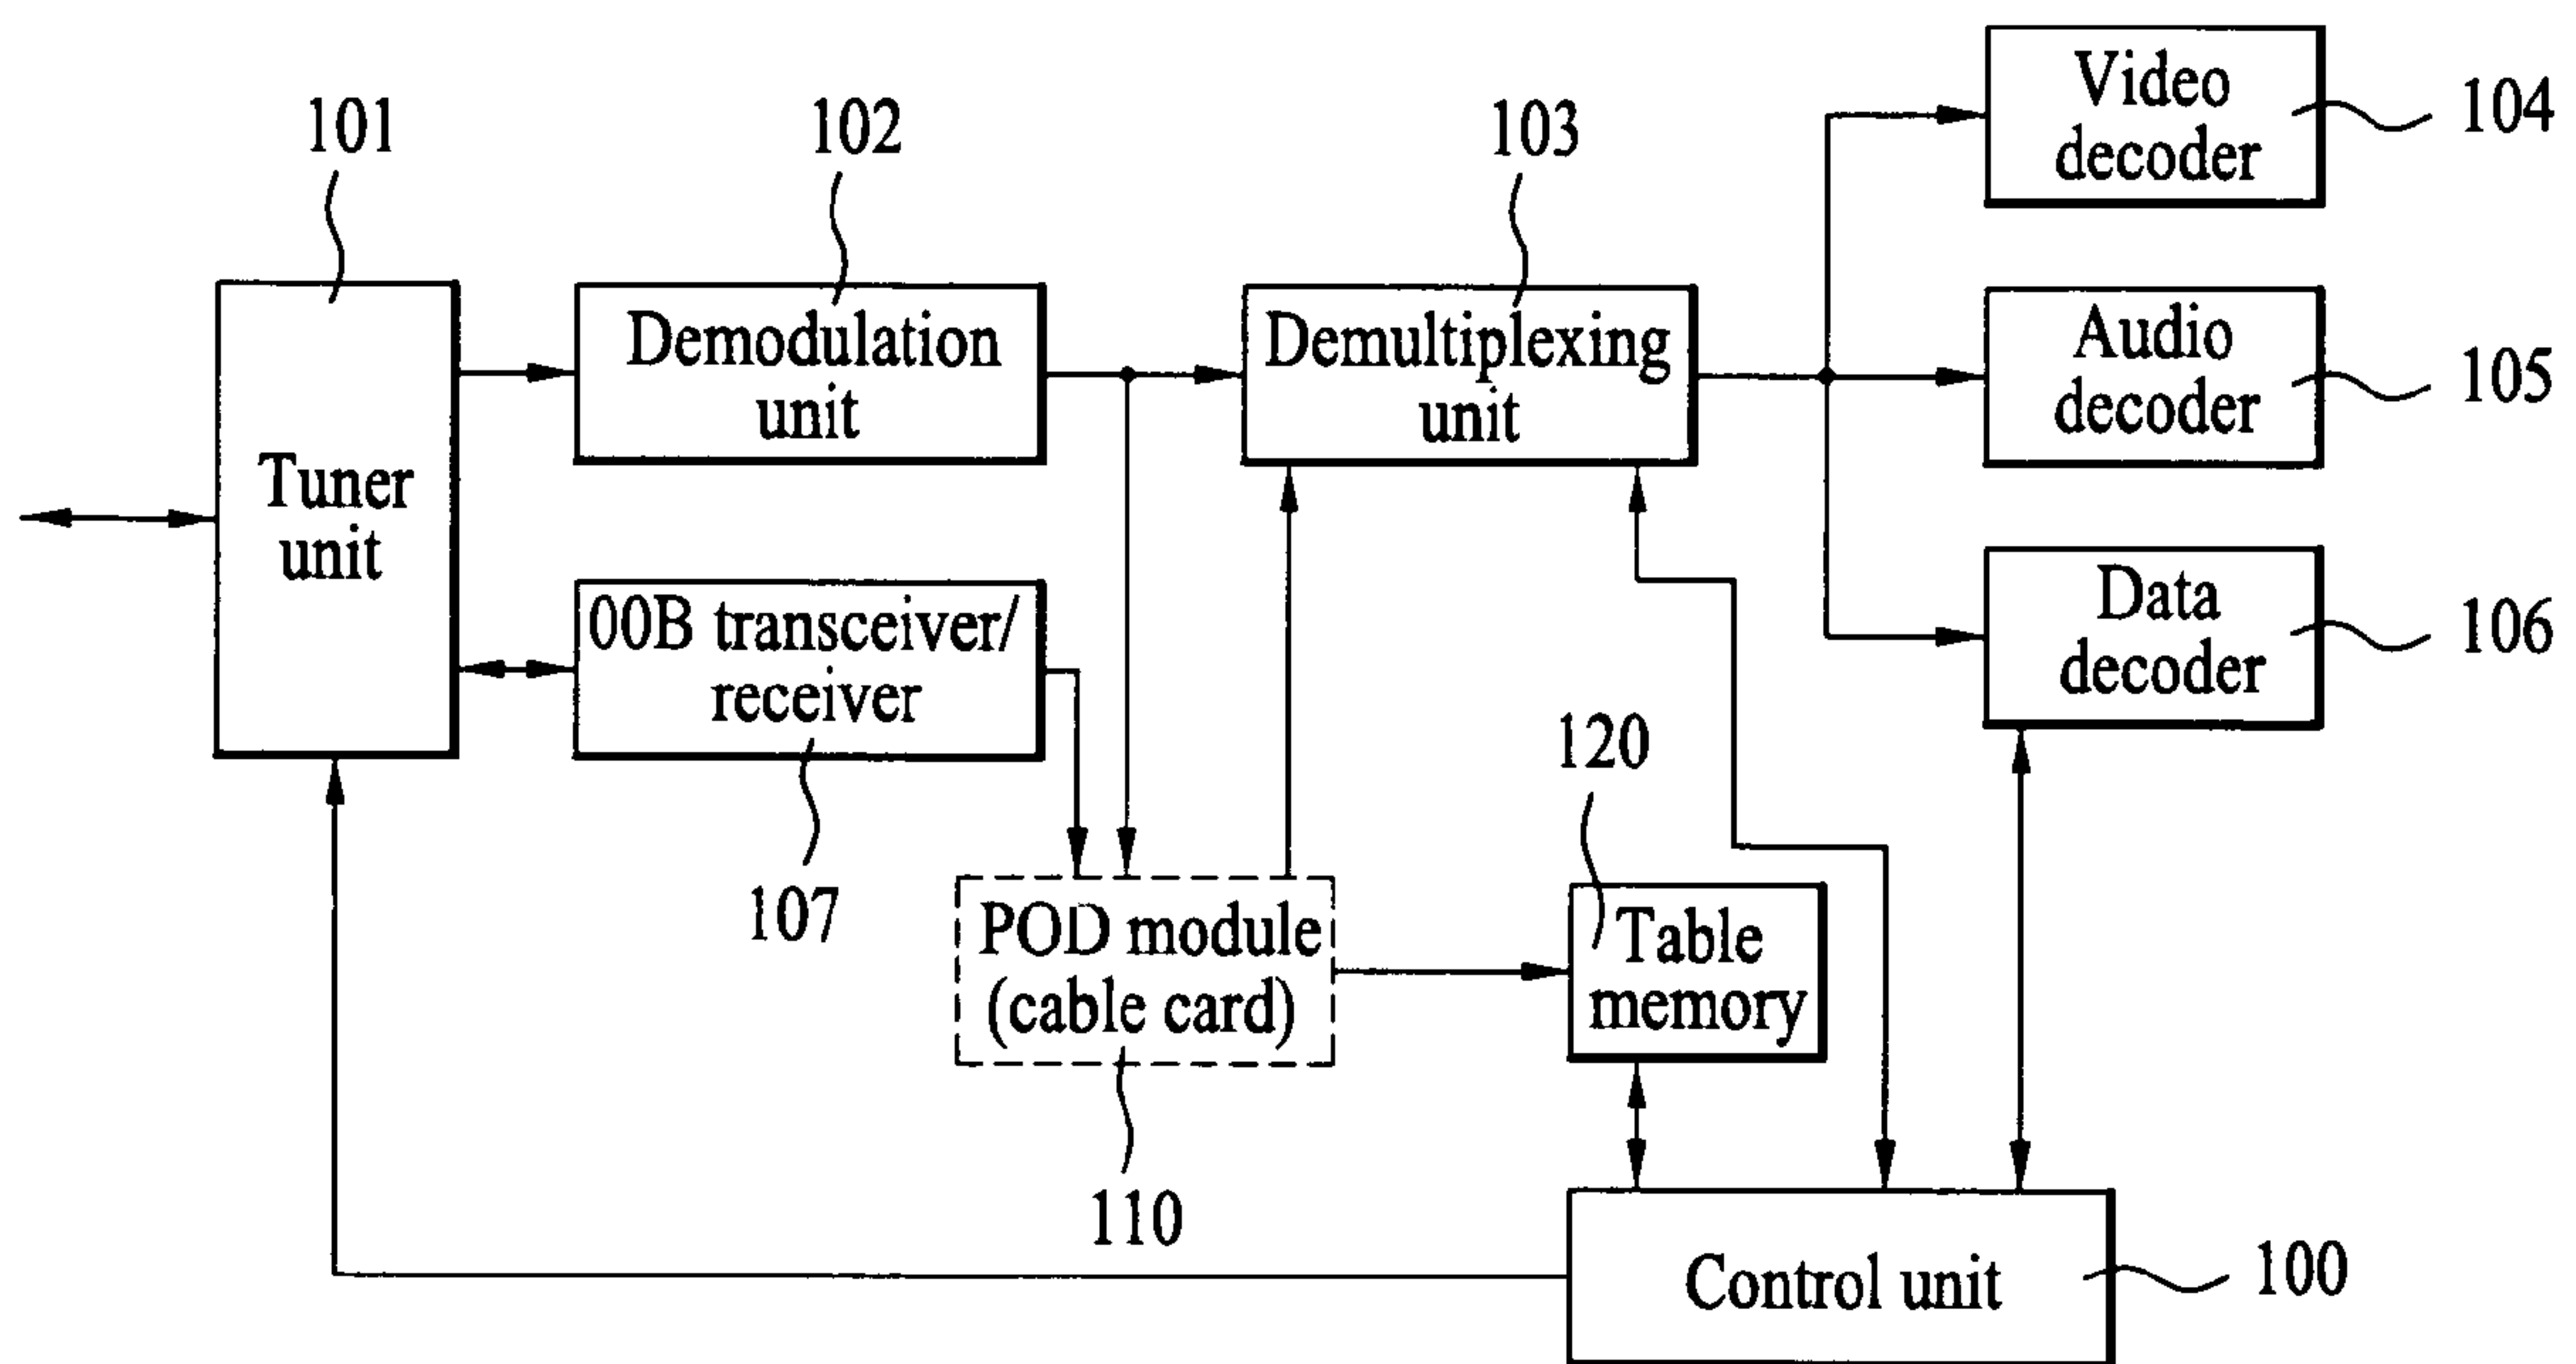 101
102
103
Video
decoder
104
Tuner
unit
Demodulation
unit
Demultiplexing
unit
Audio
decoder
105
00B transceiver/
receiver
107
Data
decoder
106
120
POD module
(cable card)
110
Table
memory
Control unit
100